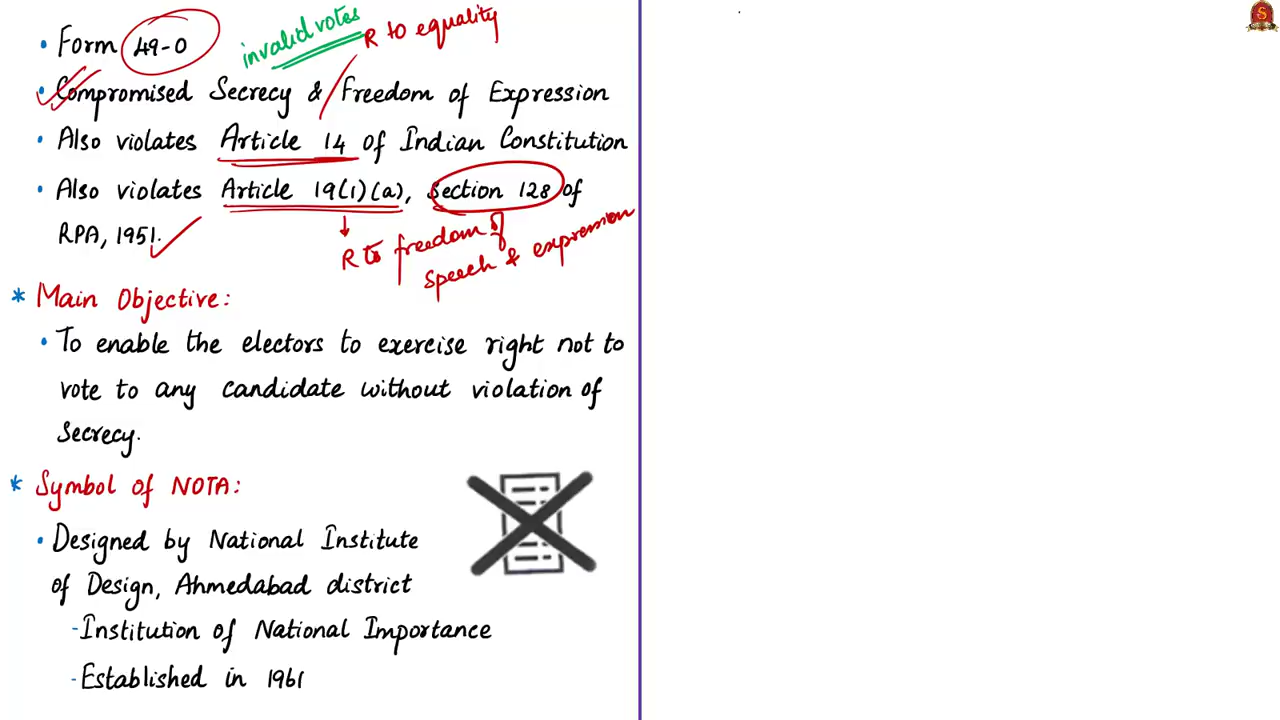 • Form 49-0
invalid votes
R to equality
• Compromised Secrecy & Freedom of Expression
• Also violates Article 14 of Indian Constitution
• Also violates Article 19(1)(a), Section 128 of
RPA, 1951.
R to freedom of
speech & expression
* Main Objective:
• To enable the electors to exercise right not to
vote to any candidate without violation of
Secrecy.
* Symbol of NOTA:
• Designed by National Institute
of Design, Ahmedabad district
- Institution of National Importance
- Established in 1961